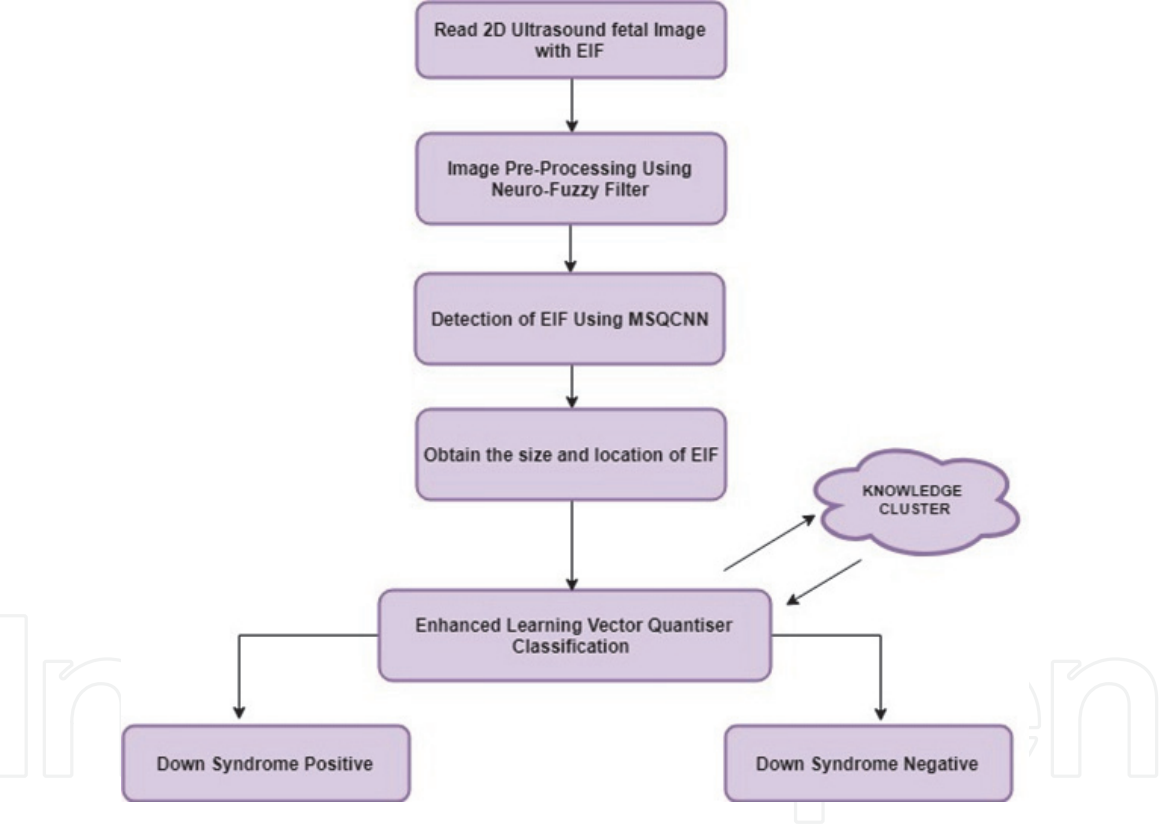 Read 2D Ultrasound fetal Image
with EIF
Image Pre-Processing Using
Neuro-Fuzzy Filter
Detection of EIF Using MSQCNN
Obtain the size and location of EIF
KNOWLEDGE
CLUSTER
Enhanced Learning Vector Quantiser
Classification
Down Syndrome Positive
Down Syndrome Negative